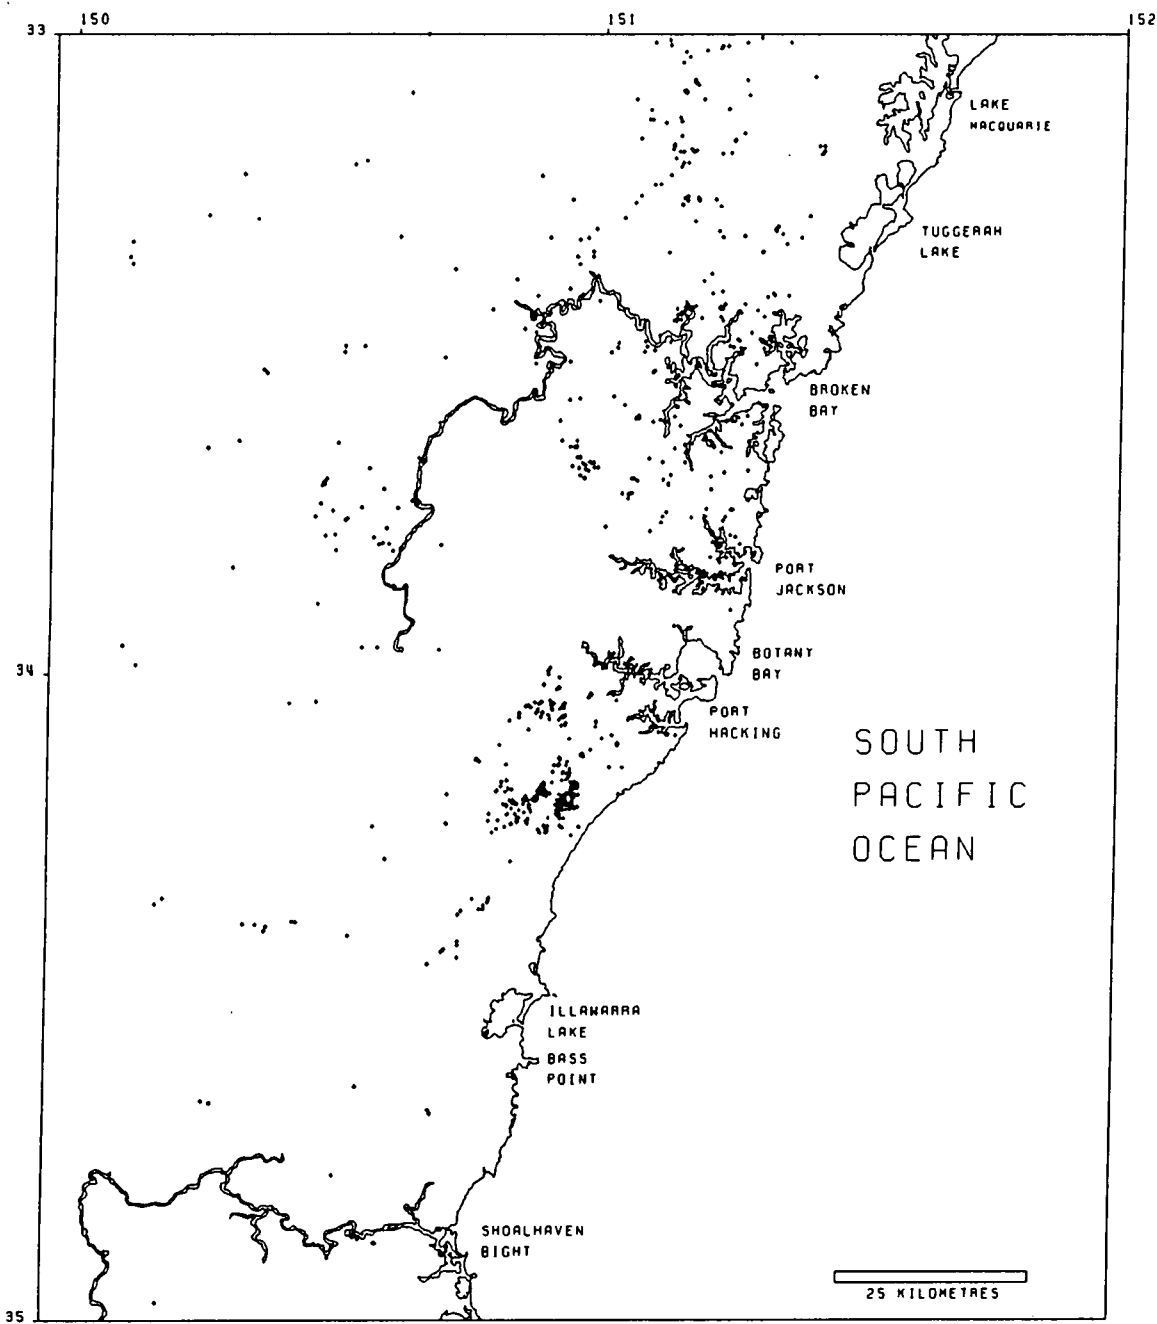 150
151
152
33
LAKE
MACQUARIE
TUGGERAH
LAKE
BROKEN
BAY
PORT
JACKSON
BOTANY
BAY
34
PORT
HACKING
SOUTH
PACIFIC
OCEAN
ILLAWARRA
LAKE
BASS
POINT
SHOALHAVEN
BIGHT
25 KILOMETRES
35